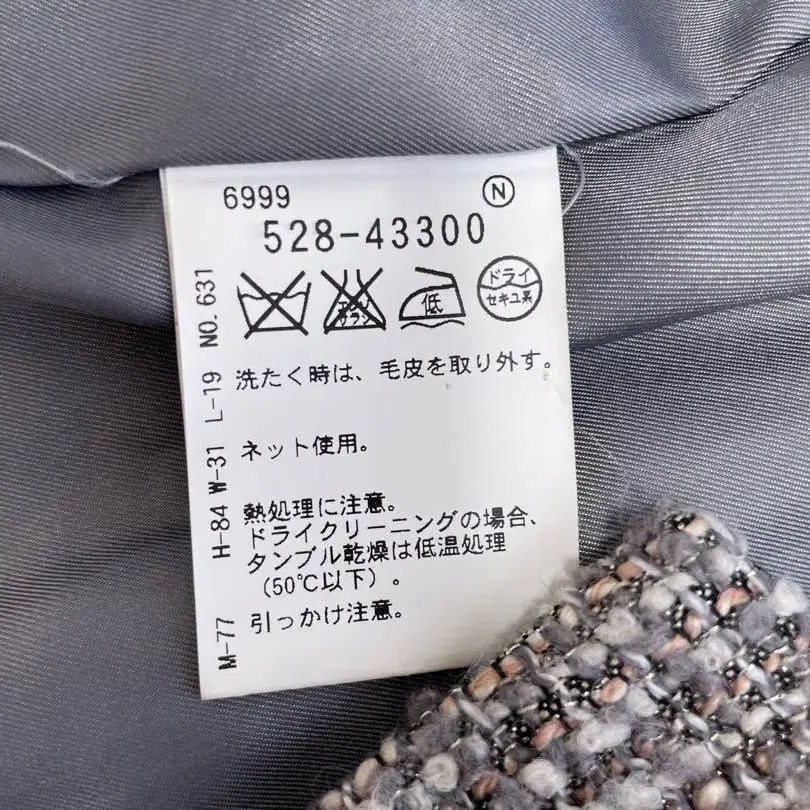 6999 N
528-43300
低
ドライ
セキユ系
洗たく時は、毛皮を取り外す。
ネット使用。
熱処理に注意。
ドライクリーニングの場合、
タンブル乾燥は低温処理
(50℃以下)。
引っかけ注意。
M-77 H-84 W-31 L-19 NO.631